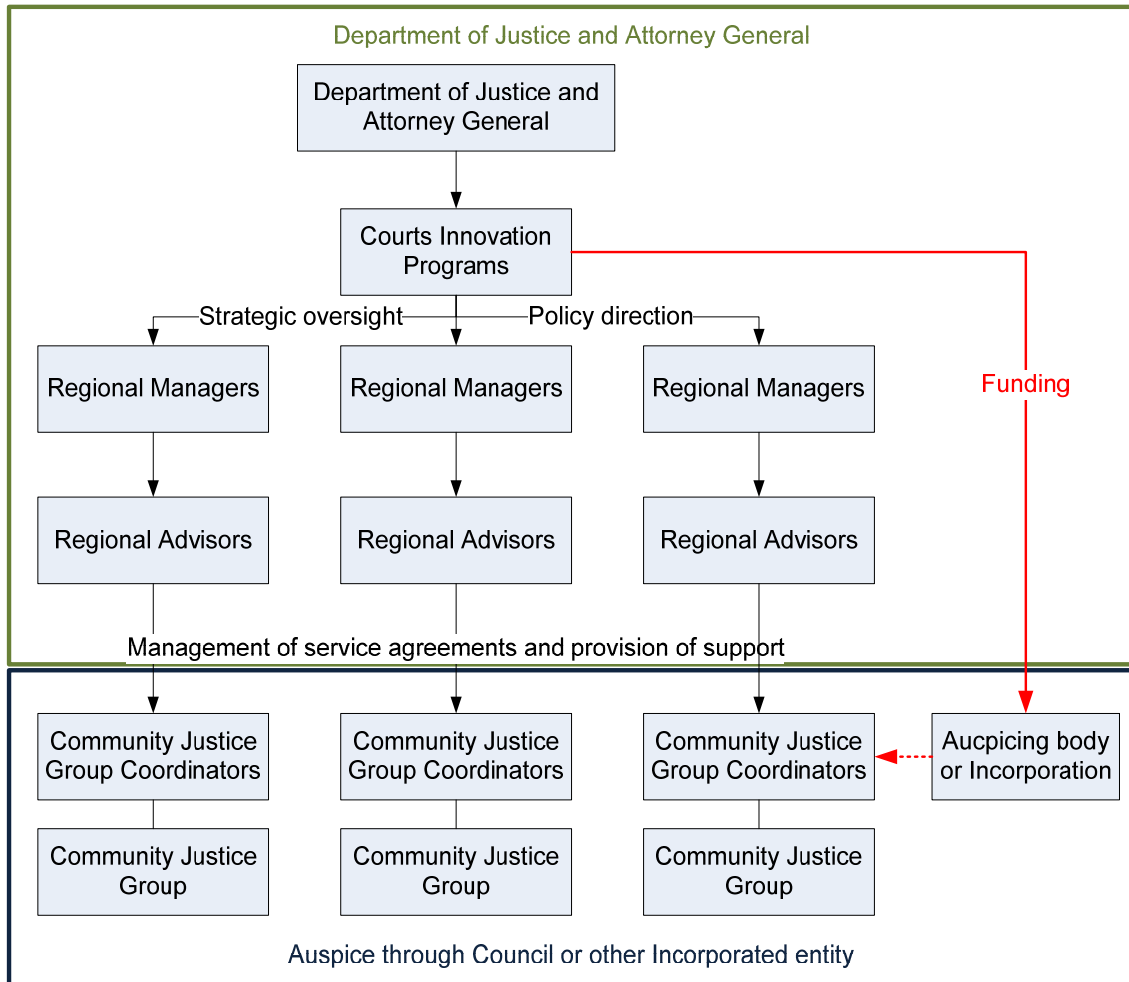 Department of Justice and Attorney General
Department of Justice and
Attorney General
Courts Innovation
Programs
Strategic oversight
Policy direction
Regional Managers
Regional Managers
Regional Managers
Funding
Regional Advisors
Regional Advisors
Regional Advisors
Management of service agreements and provision of support
Community Justice
Group Coordinators
Community Justice
Group Coordinators
Community Justice
Group Coordinators
Aucpicing body
or Incorporation
Community Justice
Group
Community Justice
Group
Community Justice
Group
Auspice through Council or other Incorporated entity